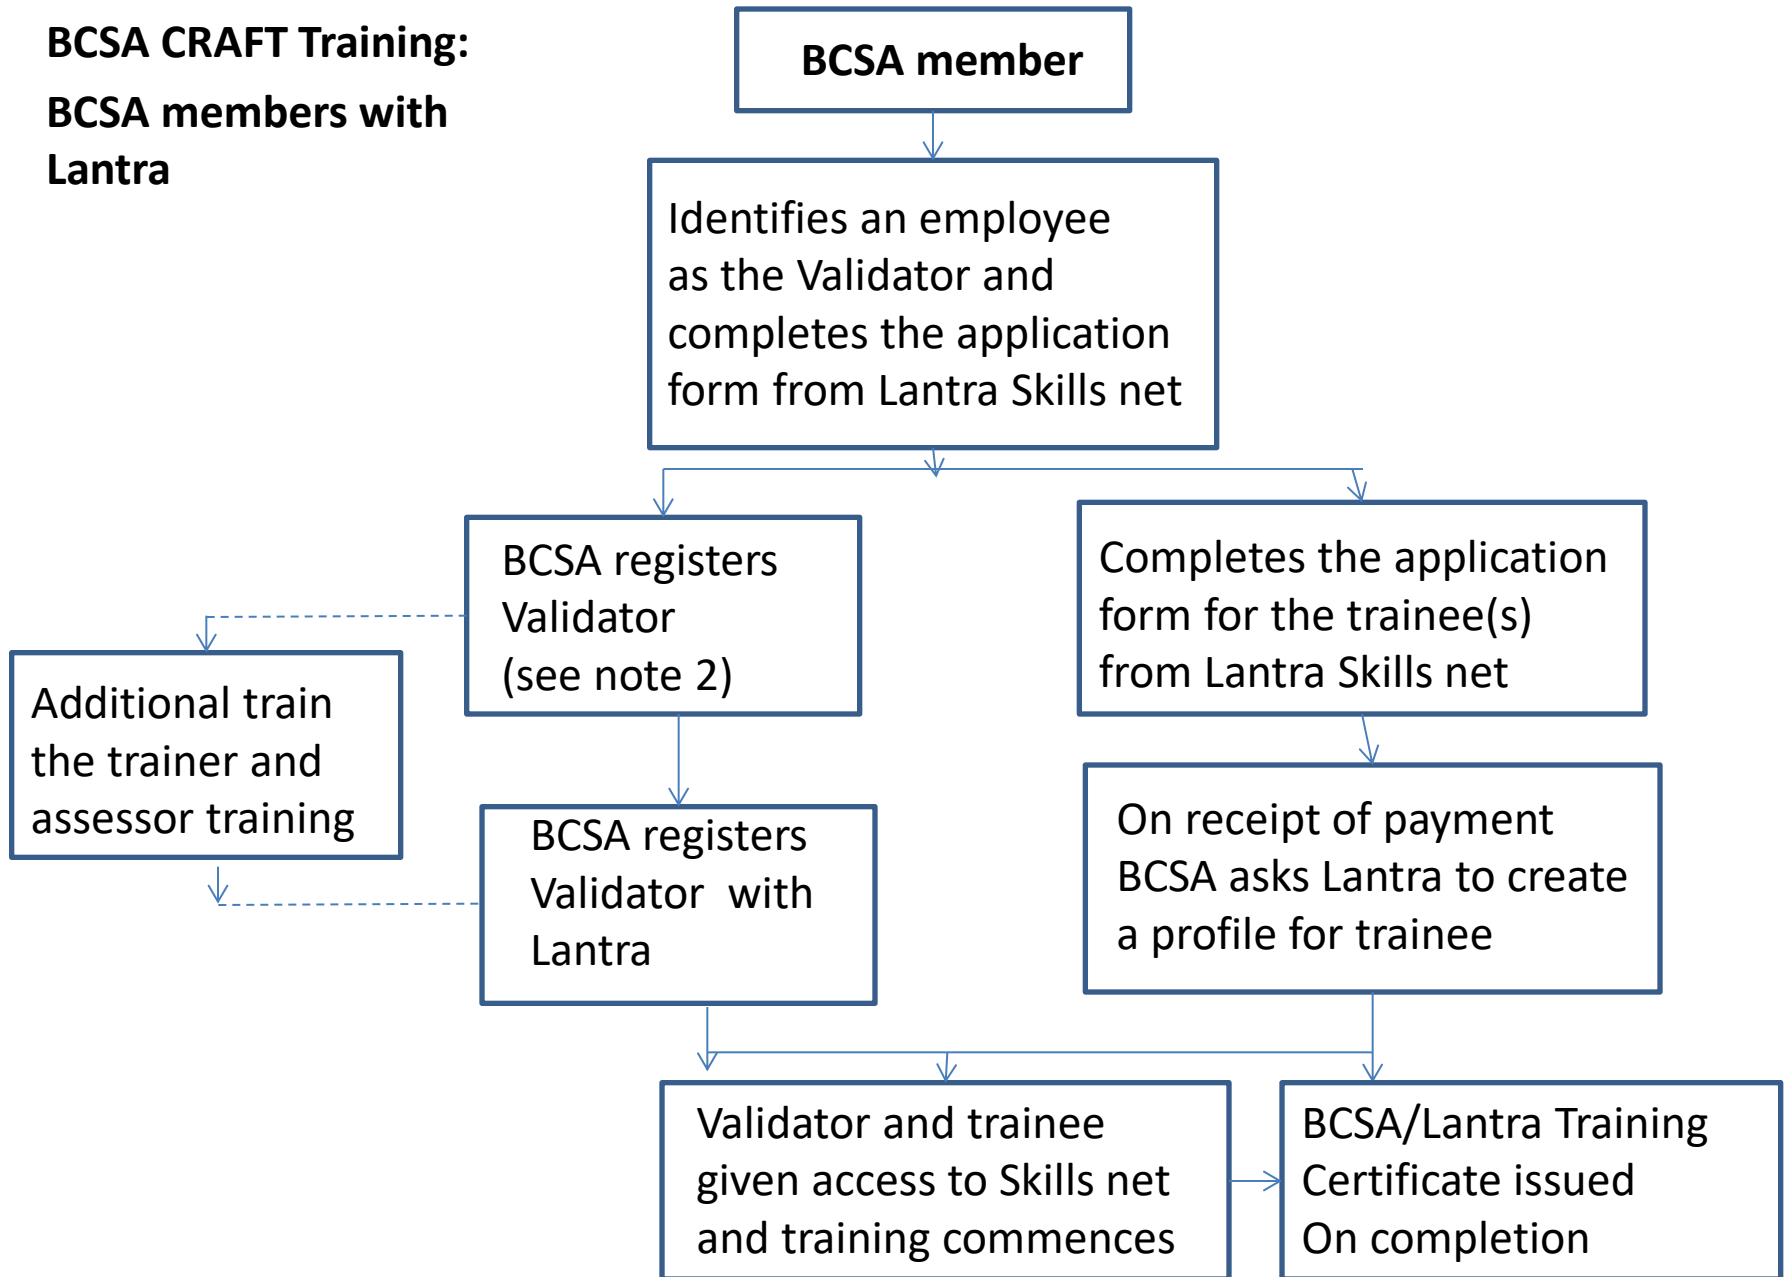 BCSA CRAFT Training:
BCSA members with
Lantra
BCSA member
Identifies an employee
as the Validator and
completes the application
form from Lantra Skills net
BCSA registers
Validator
(see note 2)
Completes the application
form for the trainee(s)
from Lantra Skills net
Additional train
the trainer and
assessor training
BCSA registers
Validator with
Lantra
On receipt of payment
BCSA asks Lantra to create
a profile for trainee
Validator and trainee
given access to Skills net
and training commences
BCSA/Lantra Training
Certificate issued
On completion